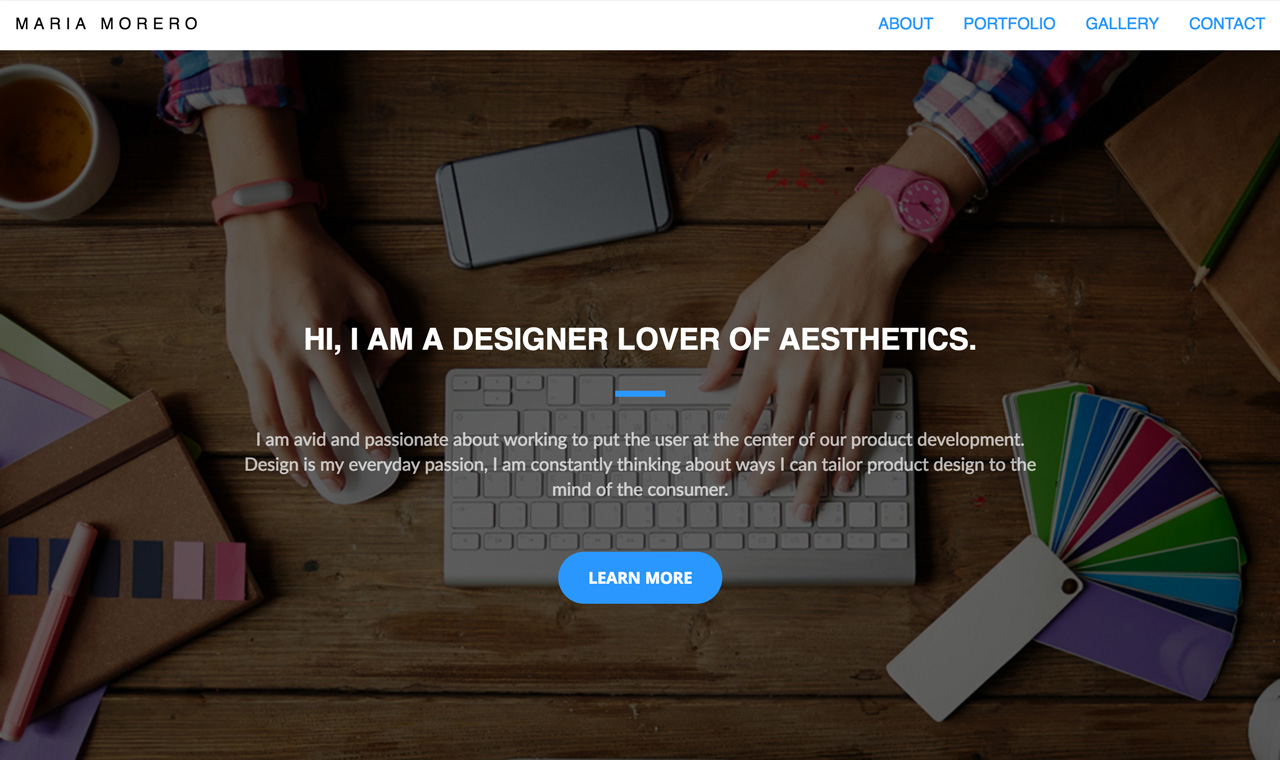 MARIA MORERO
ABOUT PORTFOLIO GALLERY CONTACT
HI, I AM A DESIGNER LOVER OF AESTHETICS.
I am avid and passionate about working to put the user at the center of our product development.
Design is my everyday passion, I am constantly thinking about ways I can tailor product design to the
mind of the consumer.
LEARN MORE